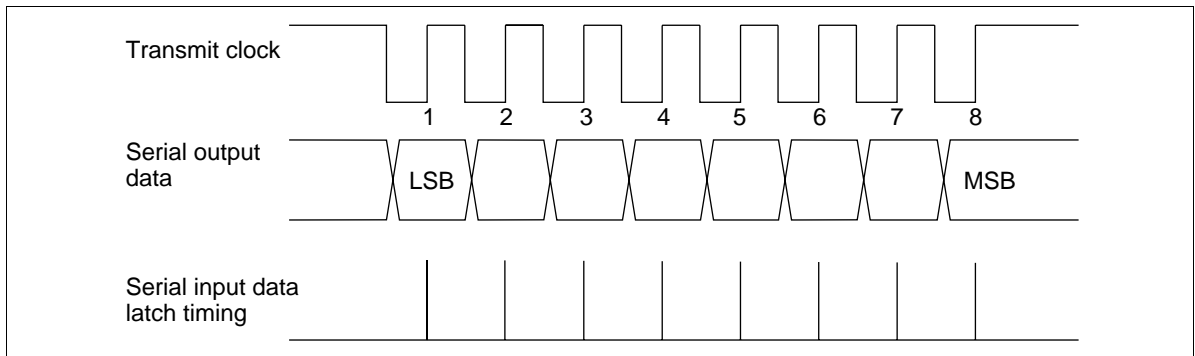 Transmit clock
1 2 3 4 5 6 7 8
Serial output
data
LSB MSB
Serial input data
latch timing